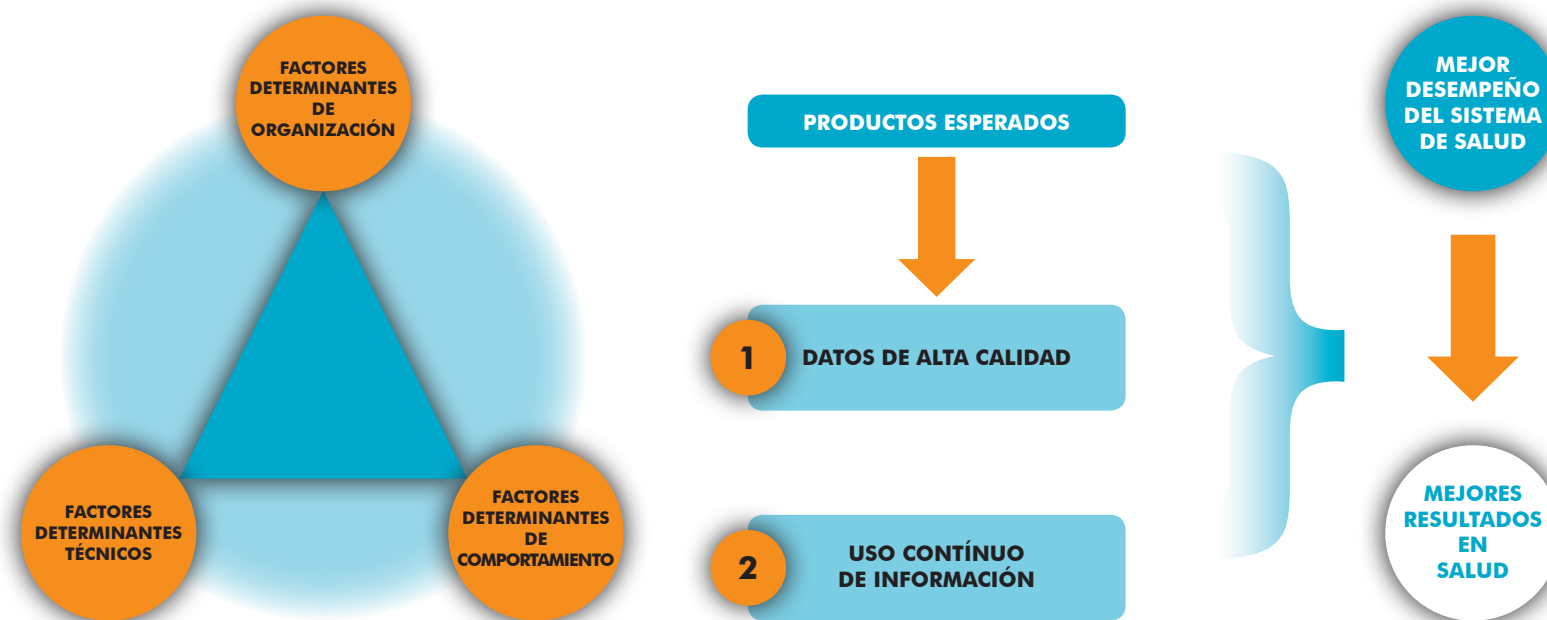 FACTORES
DETERMINANTES
DE
ORGANIZACIÓN
FACTORES
DETERMINANTES
TÉCNICOS
FACTORES
DETERMINANTES
DE
COMPORTAMIENTO
PRODUCTOS ESPERADOS
1
DATOS DE ALTA CALIDAD
2
USO CONTÍNUO
DE INFORMACIÓN
MEJOR
DESEMPEÑO
DEL SISTEMA
DE SALUD
MEJORES
RESULTADOS
EN
SALUD